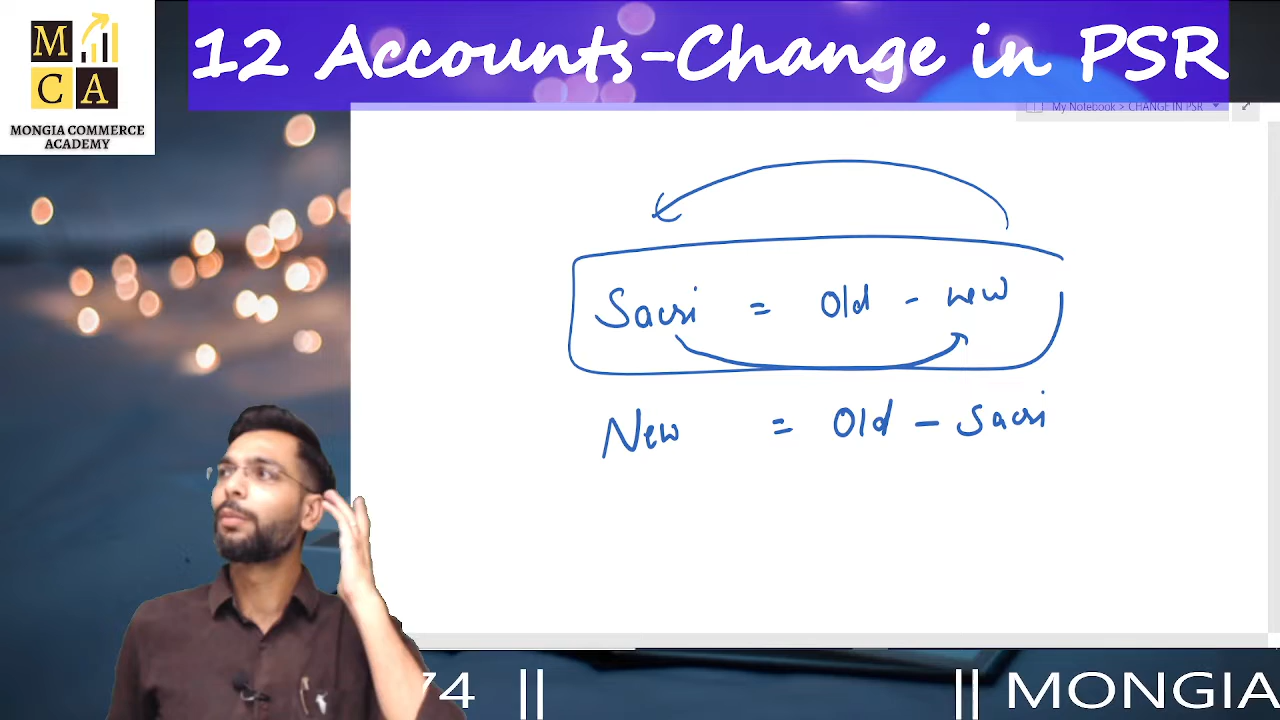 12 Accounts-Change in PSR
M
C A
MONGIA COMMERCE
ACADEMY
My Notebook > CHANGE IN PSR
Sacri = Old - new
New = Old - Sacri
74 || || MONGIA